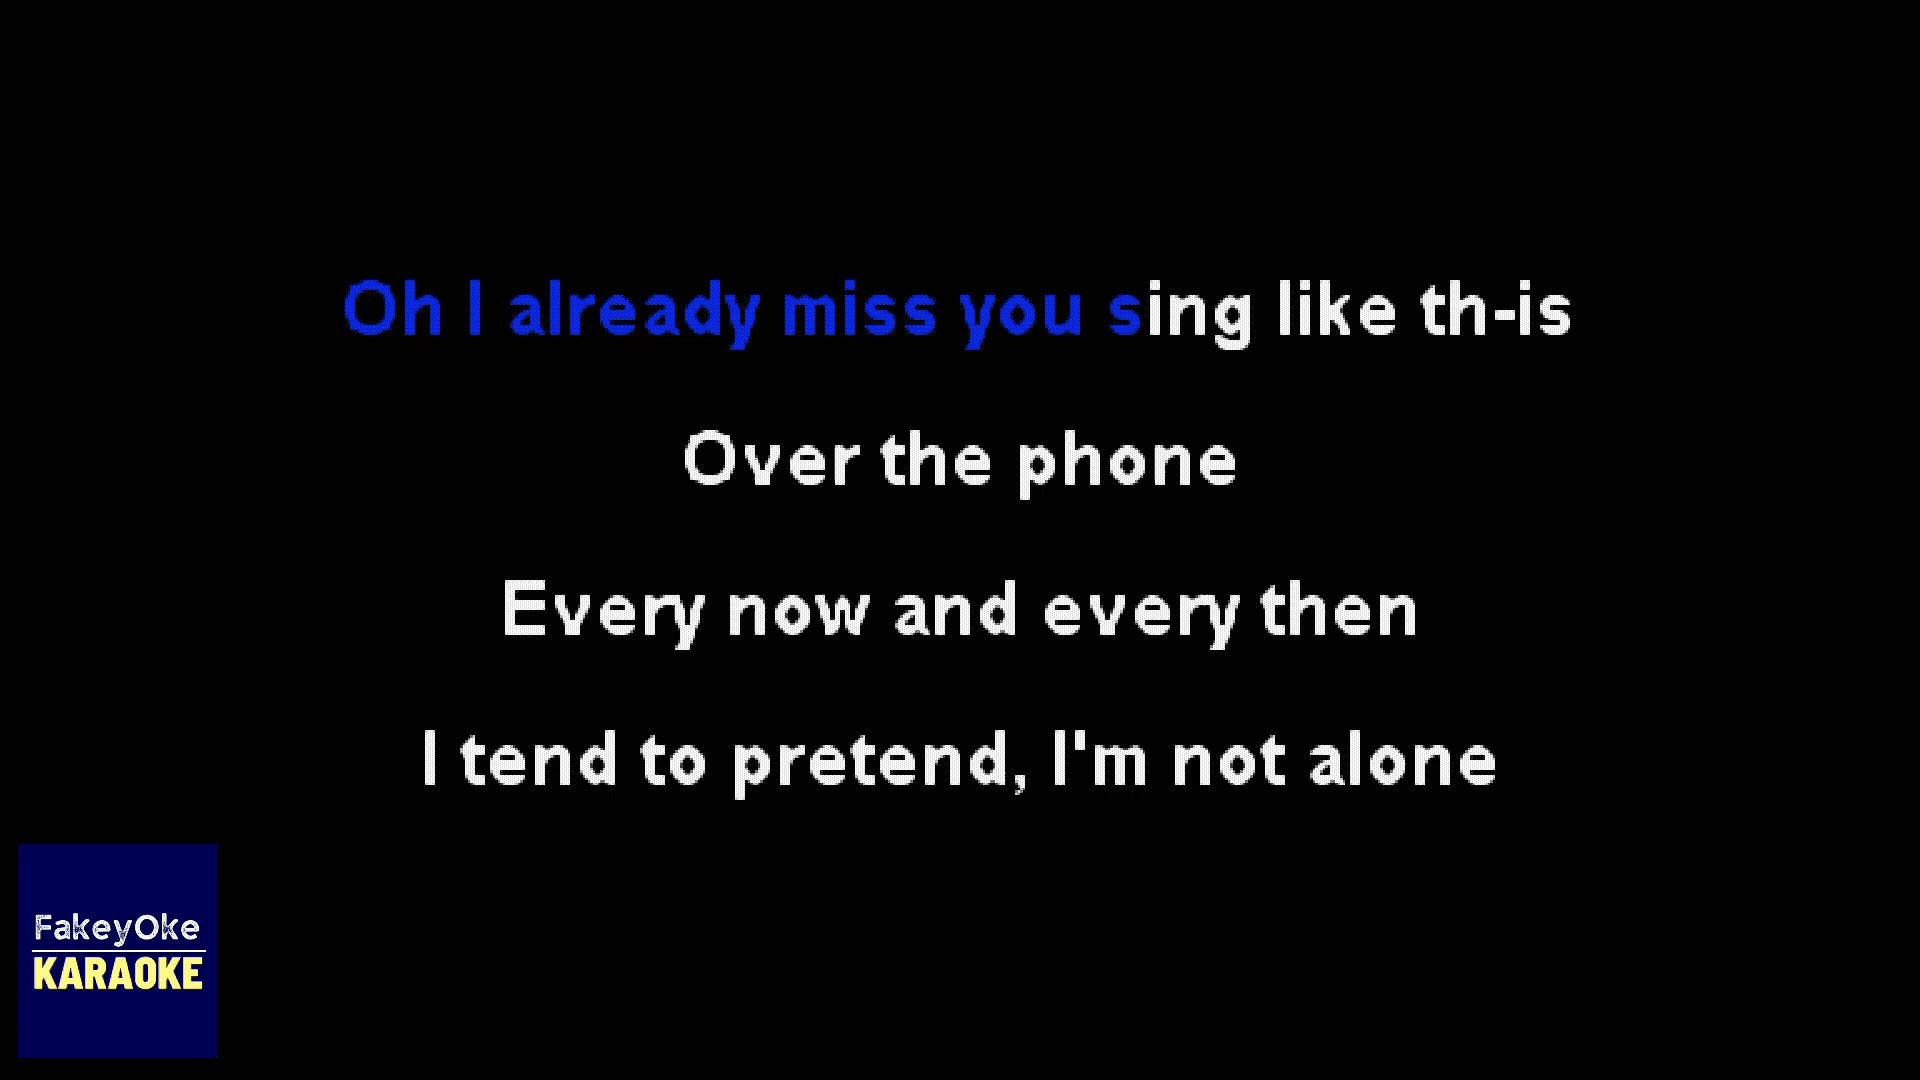 Oh I already miss you sing like th-is
Over the phone
Every now and every then
I tend to pretend, I'm not alone
FakeyOke
KARAOKE